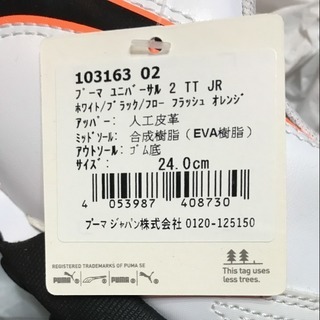 103163 02
プーマ ユニバーサル 2 TT JR
ホワイト/ブラック/フロー フラッシュ オレンジ
アッパー: 人工皮革
ミッドソール: 合成樹脂(EVA樹脂)
アウトソール: ゴム底
サイズ: 24.0cm
4 053987 408730
プーマ ジャパン株式会社 0120-125150
REGISTERED TRADEMARKS OF PUMA SE
PUMA PUMA
This tag uses
less trees.